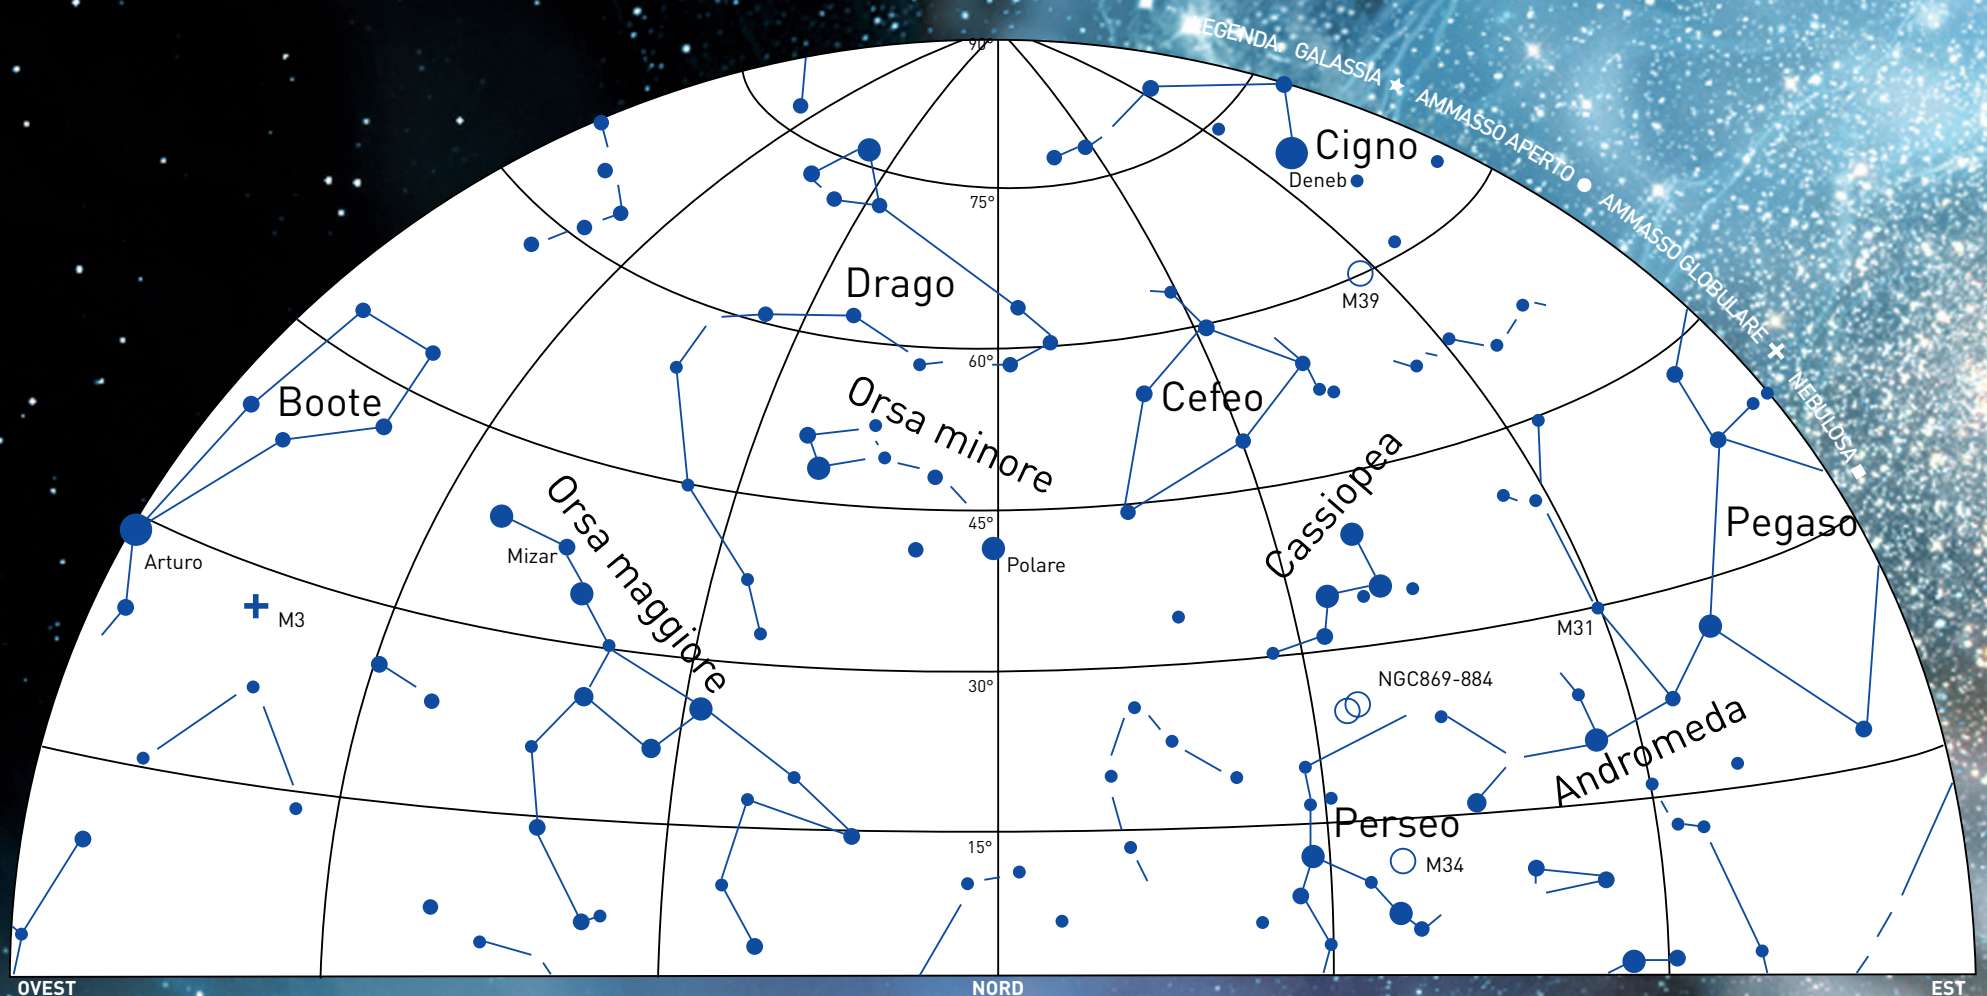 LEGENDA: GALASSIA ★ AMMASSO APERTO ● AMMASSO GLOBULARE ✚ NEBULOSA ■
90°
Cigno
Deneb
75°
Drago
M39
60°
Orsa minore
Boote
Cefeo
Cassiopea
Orsa maggiore
45°
Pegaso
Mizar
Arturo
Polare
M3
M31
30°
NGC869-884
Andromeda
Perseo
15°
M34
OVEST
NORD
EST